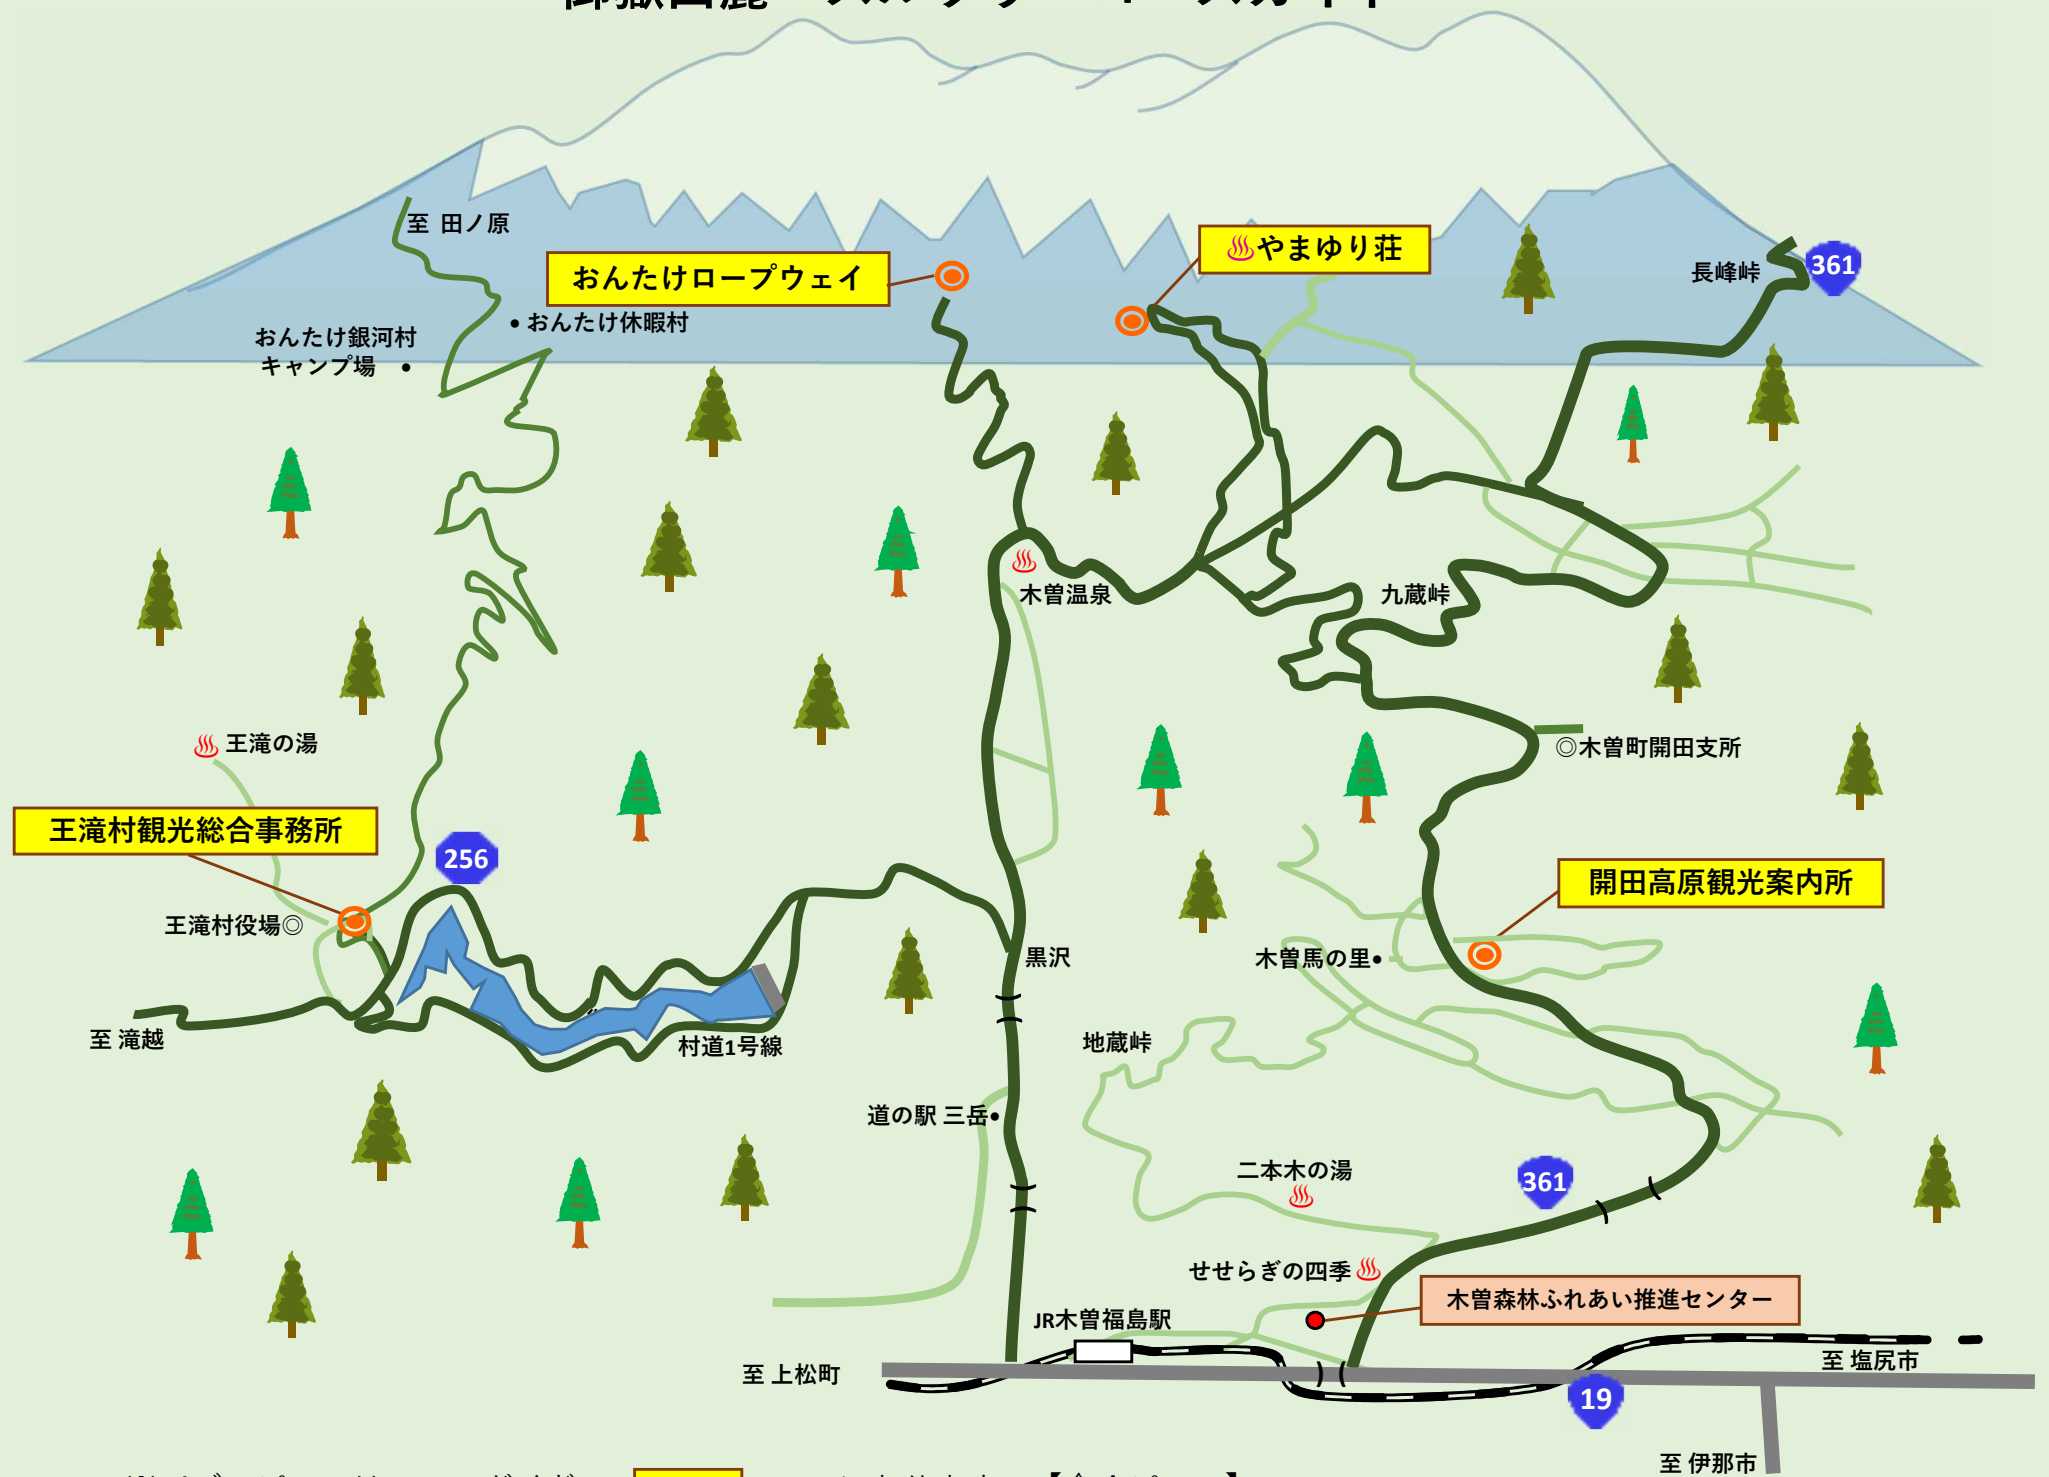 至 田ノ原
おんたけロープウェイ
♨やまゆり荘
長峰峠
361
•おんたけ休暇村
おんたけ銀河村
キャンプ場 •
♨
木曽温泉
九蔵峠
♨王滝の湯
◎木曽町開田支所
王滝村観光総合事務所
256
開田高原観光案内所
王滝村役場◎
黒沢
木曽馬の里•
至 滝越
村道1号線
地蔵峠
道の駅 三岳•
二本木の湯
♨
361
せせらぎの四季♨
木曽森林ふれあい推進センター
JR木曽福島駅
至 上松町
至 塩尻市
19
至 伊那市